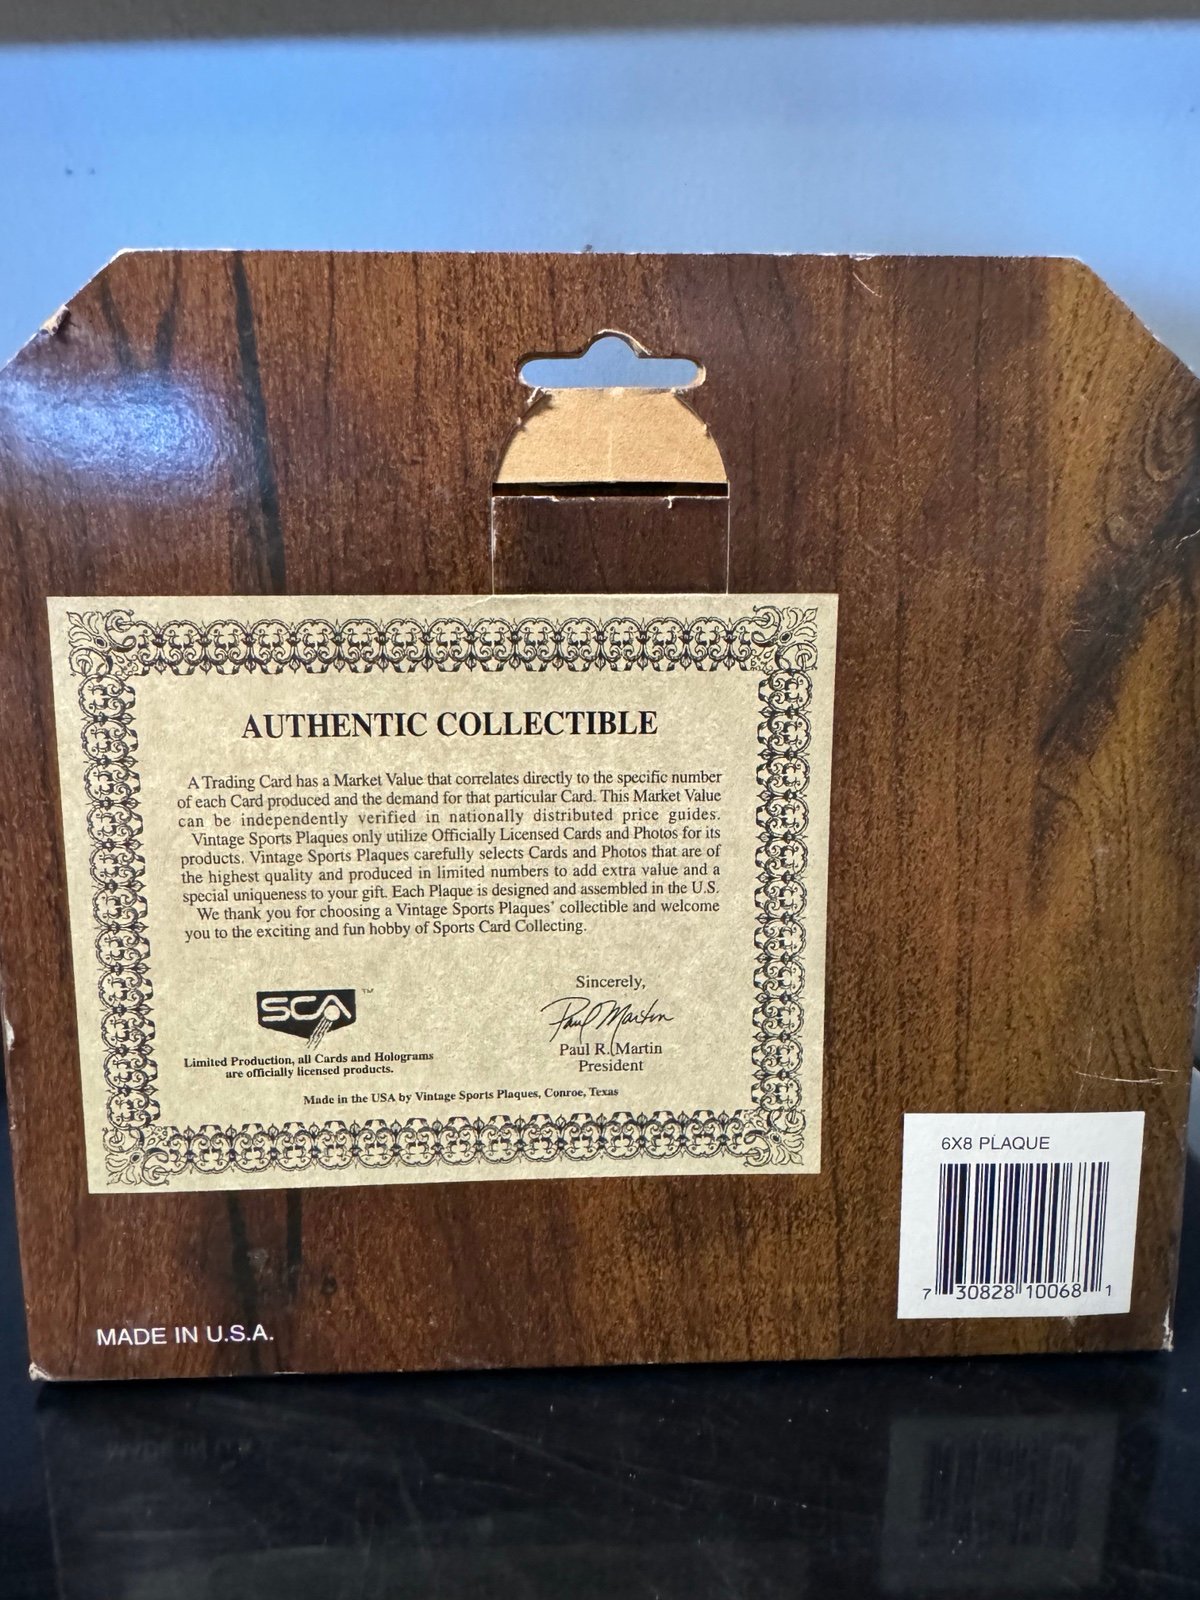 AUTHENTIC COLLECTIBLE
A Trading Card has a Market Value that correlates directly to the specific number
of each Card produced and the demand for that particular Card. This Market Value
can be independently verified in nationally distributed price guides.
Vintage Sports Plaques only utilize Officially Licensed Cards and Photos for its
products. Vintage Sports Plaques carefully selects Cards and Photos that are of
the highest quality and produced in limited numbers to add extra value and a
special uniqueness to your gift. Each Plaque is designed and assembled in the U.S.
We thank you for choosing a Vintage Sports Plaques' collectible and welcome
you to the exciting and fun hobby of Sports Card Collecting.
SCA™
Limited Production, all Cards and Holograms
are officially licensed products.
Sincerely,
Paul Martin
Paul R. Martin
President
Made in the USA by Vintage Sports Plaques, Conroe, Texas
6X8 PLAQUE
7 30828 10068 1
MADE IN U.S.A.